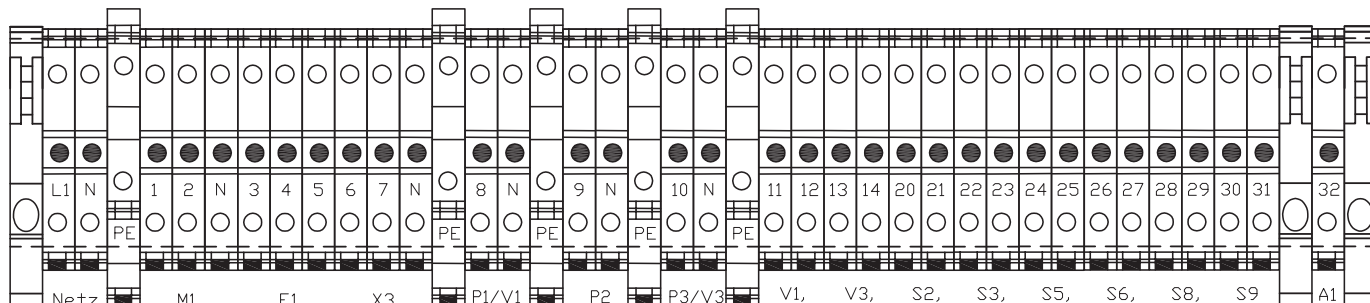 L1 N 1 2 N 3 4 5 6 7 N 8 N 9 N 10 N 11 12 13 14 20 21 22 23 24 25 26 27 28 29 30 31 32
PE PE PE PE PE
Netz M1 F1 X3 P1/V1 P2 P3/V3 V1, V3, S2, S3, S5, S6, S8, S9 A1